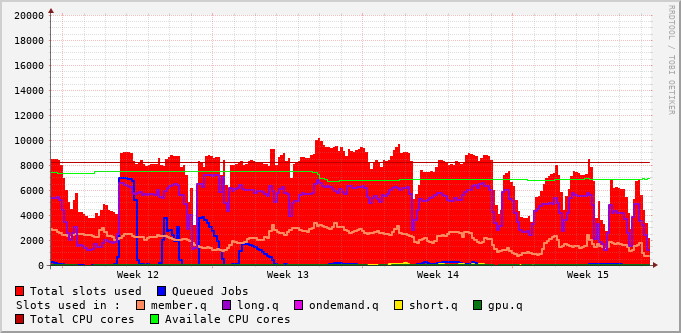 20000
18000
16000
14000
12000
10000
8000
6000
4000
2000
0
Week 12 Week 13 Week 14 Week 15
Total slots used Queued Jobs
Slots used in : member.q long.q ondemand.q short.q gpu.q
Total CPU cores Availale CPU cores
RRDTOOL / TOBI OETIKER